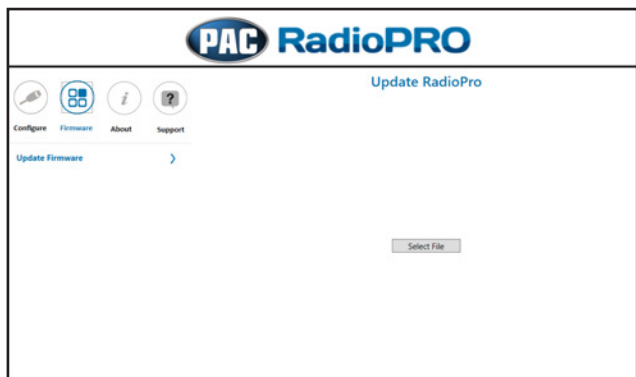 PAC RadioPRO
Update RadioPro
Configure Firmware About Support
Update Firmware
Select File